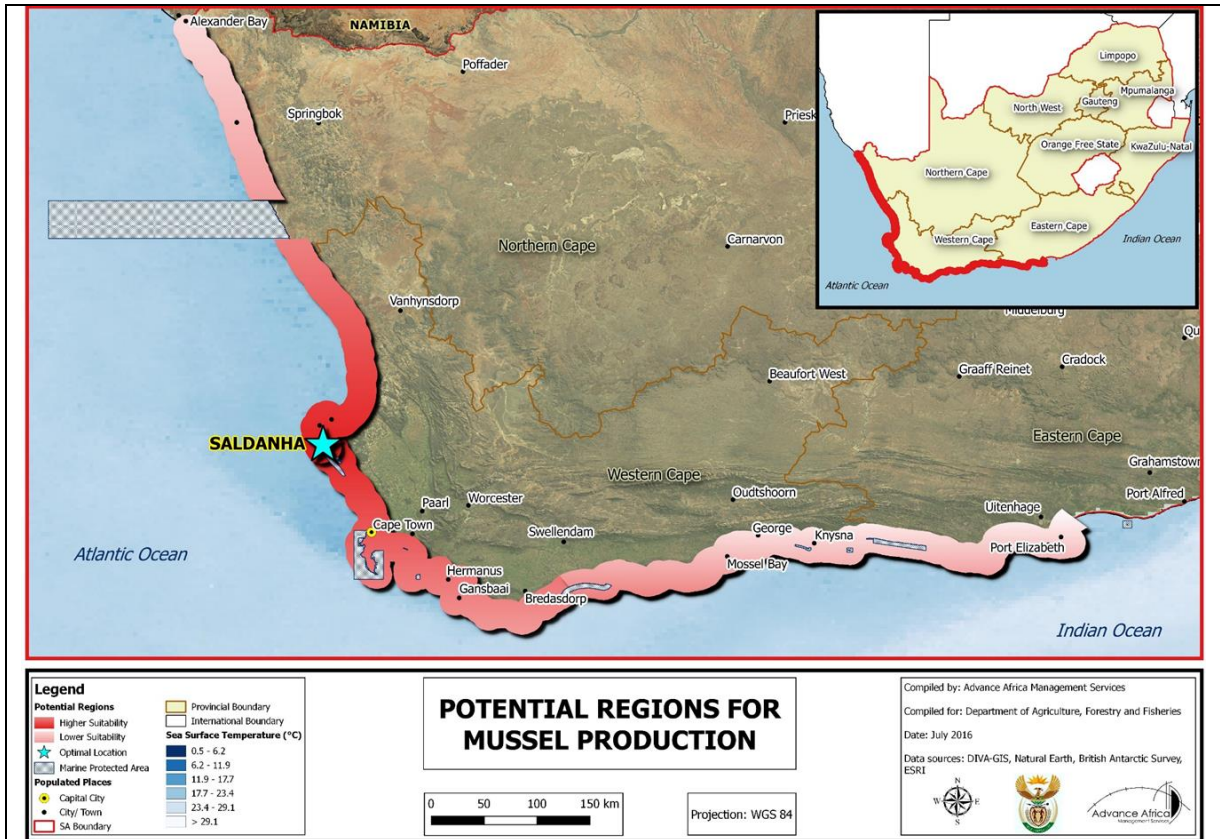 Alexander Bay
NAMIBIA
Poffader
Springbok
Priesk
Limpopo
Mpumalanga
North West
Gauteng
Orange Free State
KwaZulu-Natal
Northern Cape
Eastern Cape
Western Cape
Indian Ocean
Atlantic Ocean
Northern Cape
Carnarvon
Vanhynsdorp
Middelburg
Qu
Cradock
Graaff Reinet
Beaufort West
SALDANHA
Eastern Cape
Western Cape
Grahamstown
Oudtshoorn
Port Alfred
Paarl
Worcester
Uitenhage
Cape Town
Swellendam
George
Knysna
Port Elizabeth
Atlantic Ocean
Hermanus
Mossel Bay
Gansbaai
Bredasdorp
Indian Ocean
Legend
Potential Regions
Higher Suitability
Lower Suitability
Optimal Location
Marine Protected Area
Populated Places
Capital City
City/ Town
SA Boundary
Provincial Boundary
International Boundary
Sea Surface Temperature (°C)
0.5 - 6.2
6.2 - 11.9
11.9 - 17.7
17.7 - 23.4
23.4 - 29.1
> 29.1
POTENTIAL REGIONS FOR
MUSSEL PRODUCTION
0 50 100 150 km
Projection: WGS 84
Compiled by: Advance Africa Management Services
Compiled for: Department of Agriculture, Forestry and Fisheries
Date: July 2016
Data sources: DIVA-GIS, Natural Earth, British Antarctic Survey,
ESRI
N
W E
S
Advance Africa
Management Services